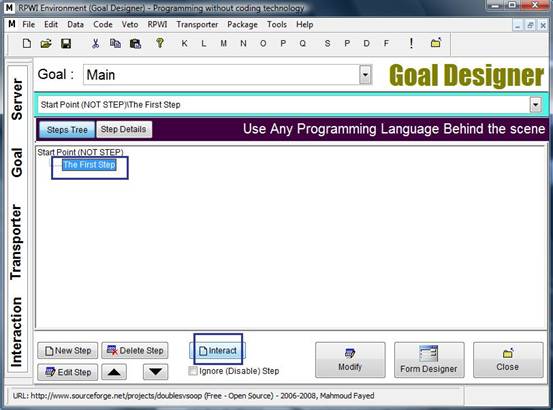 RPWI Environment (Goal Designer) - Programming without coding technology
M File Edit Data Code Veto RPWI Transporter Package Tools Languages Help
K L M O S Q S P D F !
Goal : Main
Goal Designer
Start Point (NOT STEP)\The First Step
Steps Tree Step Details Use Any Programming Language Behind the scene
Start Point (NOT STEP)
The First Step
Server
Goal
Transporter
Interaction
New Step Delete Step Interact
Edit Step Ignore (Disable) Step
Modify Form Designer Close
URL: http://www.sourceforge.net/projects/doublesvsoop (Free - Open Source) - 2006-2008, Mahmoud Fayed